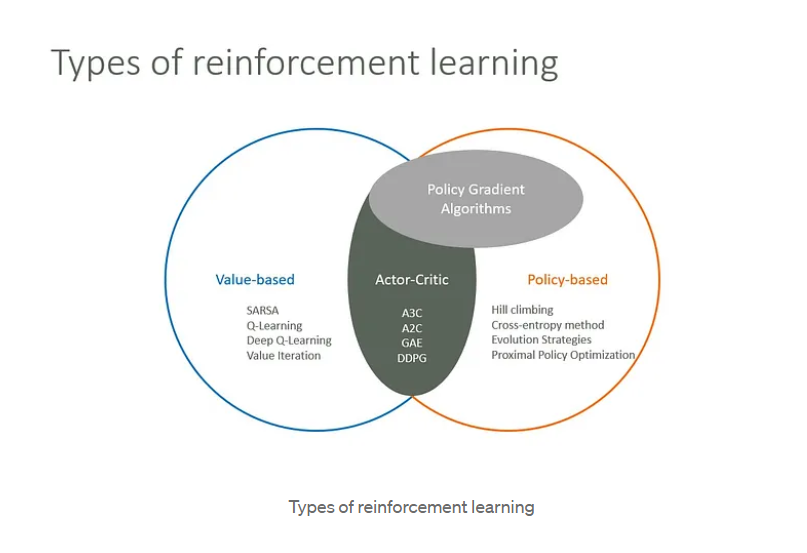 Types of reinforcement learning
Policy Gradient
Algorithms
Value-based
SARSA
Q-Learning
Deep Q-Learning
Value Iteration
Actor-Critic
A3C
A2C
GAE
DDPG
Policy-based
Hill climbing
Cross-entropy method
Evolution Strategies
Proximal Policy Optimization
Types of reinforcement learning